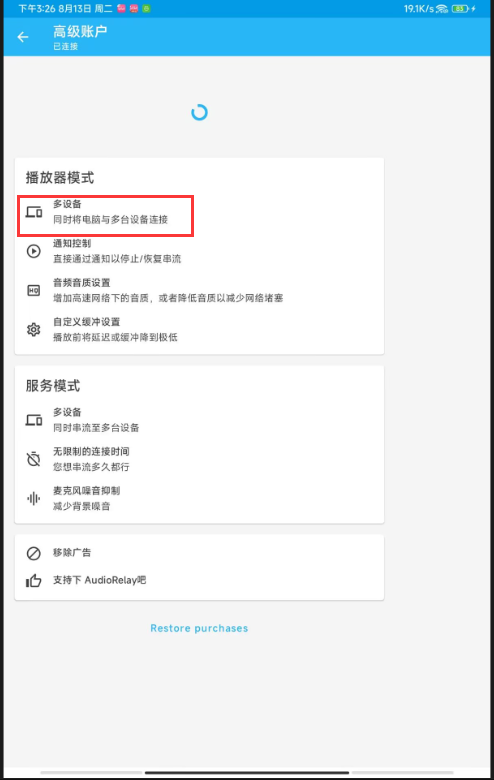 下午3:26 8月13日 周二
19.1K/s
83
高级账户
已连接
播放器模式
多设备
同时将电脑与多台设备连接
通知控制
直接通过通知以停止/恢复串流
HQ
音频音质设置
增加高速网络下的音质，或者降低音质以减少网络堵塞
自定义缓冲设置
播放前将延迟或缓冲降到极低
服务模式
多设备
同时串流至多台设备
无限制的连接时间
您想串流多久都行
麦克风噪音抑制
减少背景噪音
移除广告
支持下 AudioRelay吧
Restore purchases